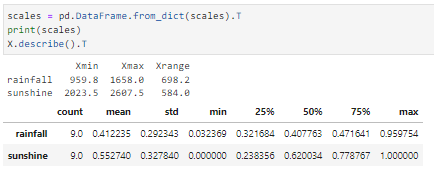 scales = pd.DataFrame.from_dict(scales).T
print(scales)
X.describe().T
Xmin Xmax Xrange
rainfall 959.8 1658.0 698.2
sunshine 2023.5 2607.5 584.0
count mean std min 25% 50% 75% max
rainfall 9.0 0.412235 0.292343 0.032369 0.321684 0.407763 0.471641 0.959754
sunshine 9.0 0.552740 0.327840 0.000000 0.238356 0.620034 0.778767 1.000000